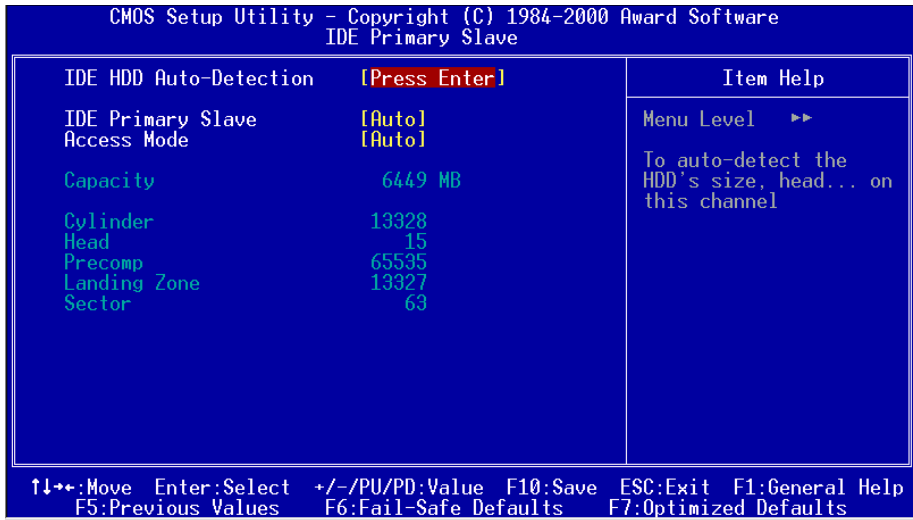 CMOS Setup Utility – Copyright (C) 1984-2000 Award Software
IDE Primary Slave
IDE HDD Auto-Detection [Press Enter]
IDE Primary Slave [Auto]
Access Mode [Auto]
Capacity 6449 MB
Cylinder 13328
Head 15
Precomp 65535
Landing Zone 13327
Sector 63
Item Help
Menu Level ►►
To auto-detect the
HDD's size, head... on
this channel
↑↓→←:Move Enter:Select +/-/PU/PD:Value F10:Save ESC:Exit F1:General Help
F5:Previous Values F6:Fail-Safe Defaults F7:Optimized Defaults